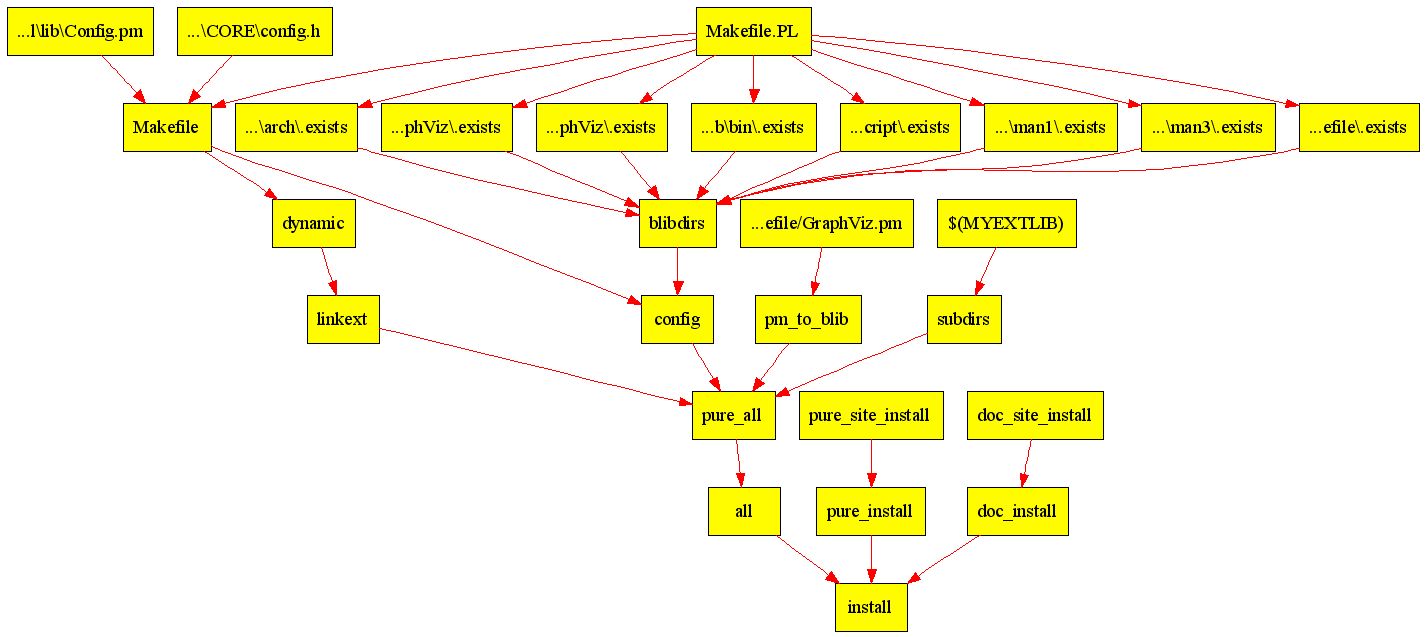 ...l\lib\Config.pm
...\CORE\config.h
Makefile.PL
Makefile
...\arch\.exists
...phViz\.exists
...phViz\.exists
...b\bin\.exists
...cript\.exists
...\man1\.exists
...\man3\.exists
...efile\.exists
dynamic
blibdirs
...efile/GraphViz.pm
$(MYEXTLIB)
linkext
config
pm_to_blib
subdirs
pure_all
pure_site_install
doc_site_install
all
pure_install
doc_install
install